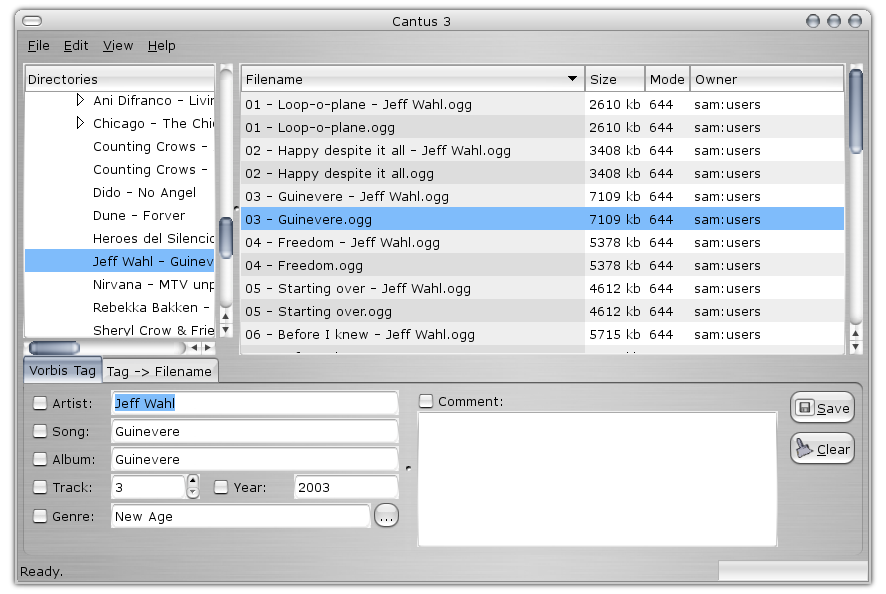 Cantus 3
File Edit View Help
Directories
Ani Difranco - Livin
Chicago - The Chi
Counting Crows -
Counting Crows -
Dido - No Angel
Dune - Forver
Heroes del Silencio
Jeff Wahl - Guinev
Nirvana - MTV unp
Rebekka Bakken -
Sheryl Crow & Frie
Filename Size Mode Owner
01 - Loop-o-plane - Jeff Wahl.ogg 2610 kb 644 sam:users
01 - Loop-o-plane.ogg 2610 kb 644 sam:users
02 - Happy despite it all - Jeff Wahl.ogg 3408 kb 644 sam:users
02 - Happy despite it all.ogg 3408 kb 644 sam:users
03 - Guinevere - Jeff Wahl.ogg 7109 kb 644 sam:users
03 - Guinevere.ogg 7109 kb 644 sam:users
04 - Freedom - Jeff Wahl.ogg 5378 kb 644 sam:users
04 - Freedom.ogg 5378 kb 644 sam:users
05 - Starting over - Jeff Wahl.ogg 4612 kb 644 sam:users
05 - Starting over.ogg 4612 kb 644 sam:users
06 - Before I knew - Jeff Wahl.ogg 5715 kb 644 sam:users
Vorbis Tag Tag -> Filename
Artist: Jeff Wahl
Song: Guinevere
Album: Guinevere
Track: 3 Year: 2003
Genre: New Age ...
Comment:
Save
Clear
Ready.